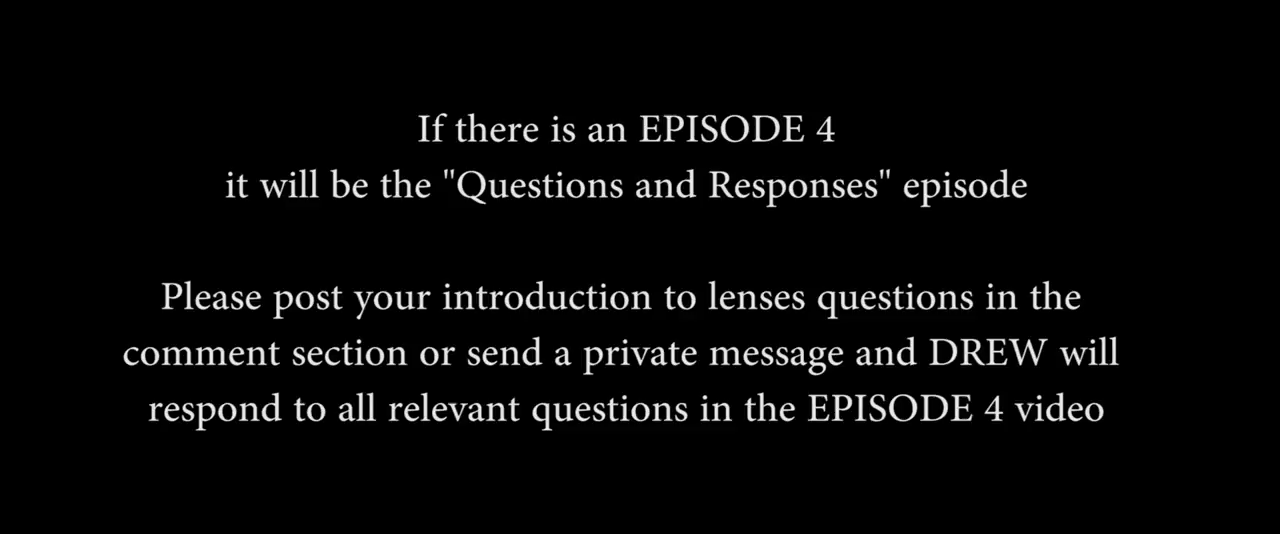 If there is an EPISODE 4
it will be the "Questions and Responses" episode
Please post your introduction to lenses questions in the
comment section or send a private message and DREW will
respond to all relevant questions in the EPISODE 4 video